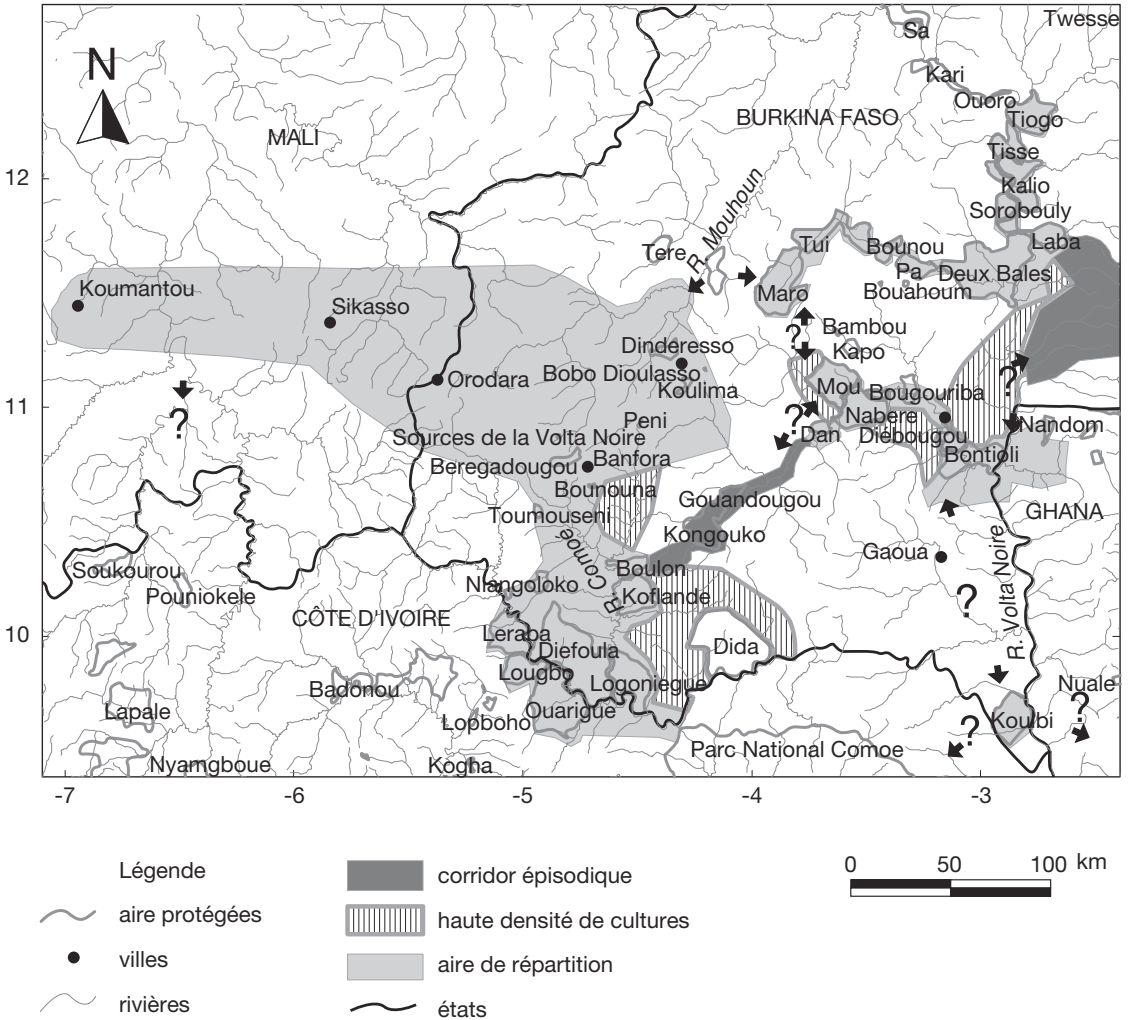 Sa
Twesse
N
Kari
Ouoro
Tiogo
MALI
BURKINA FASO
Tisse
12
Kalio
R. Mouhoun
Sorobouly
Tere
Tui
Bounou
Laba
Pa
Deux Bales
Koumantou
Maro
Bouahoum
Sikasso
?
Bambou
Dinderesso
Kapo
Orodara
Bobo Dioulasso
Koulima
Mou
Bougouriba
?
11
?
Peni
?
Nabere
Nandom
Sources de la Volta Noire
Dan
Diébougou
Beregadougou
Banfora
Bontioli
Bounouna
Gouandougou
Toumouseni
GHANA
Kongouko
R. Comoé
Gaoua
Soukourou
Boulon
Niangoloko
Pouniokele
Koflande
?
R. Volta Noire
CÔTE D'IVOIRE
10
Leraba
Diefoula
Dida
Lougbo
Badonou
Logoniegue
Nuale
Lapale
Ouarigue
Koulbi
?
Lopboho
?
Parc National Comoe
Nyamgboue
Kogha
-7
-6
-5
-4
-3
Légende
aire protégées
villes
rivières
corridor épisodique
haute densité de cultures
aire de répartition
états
0 50 100 km